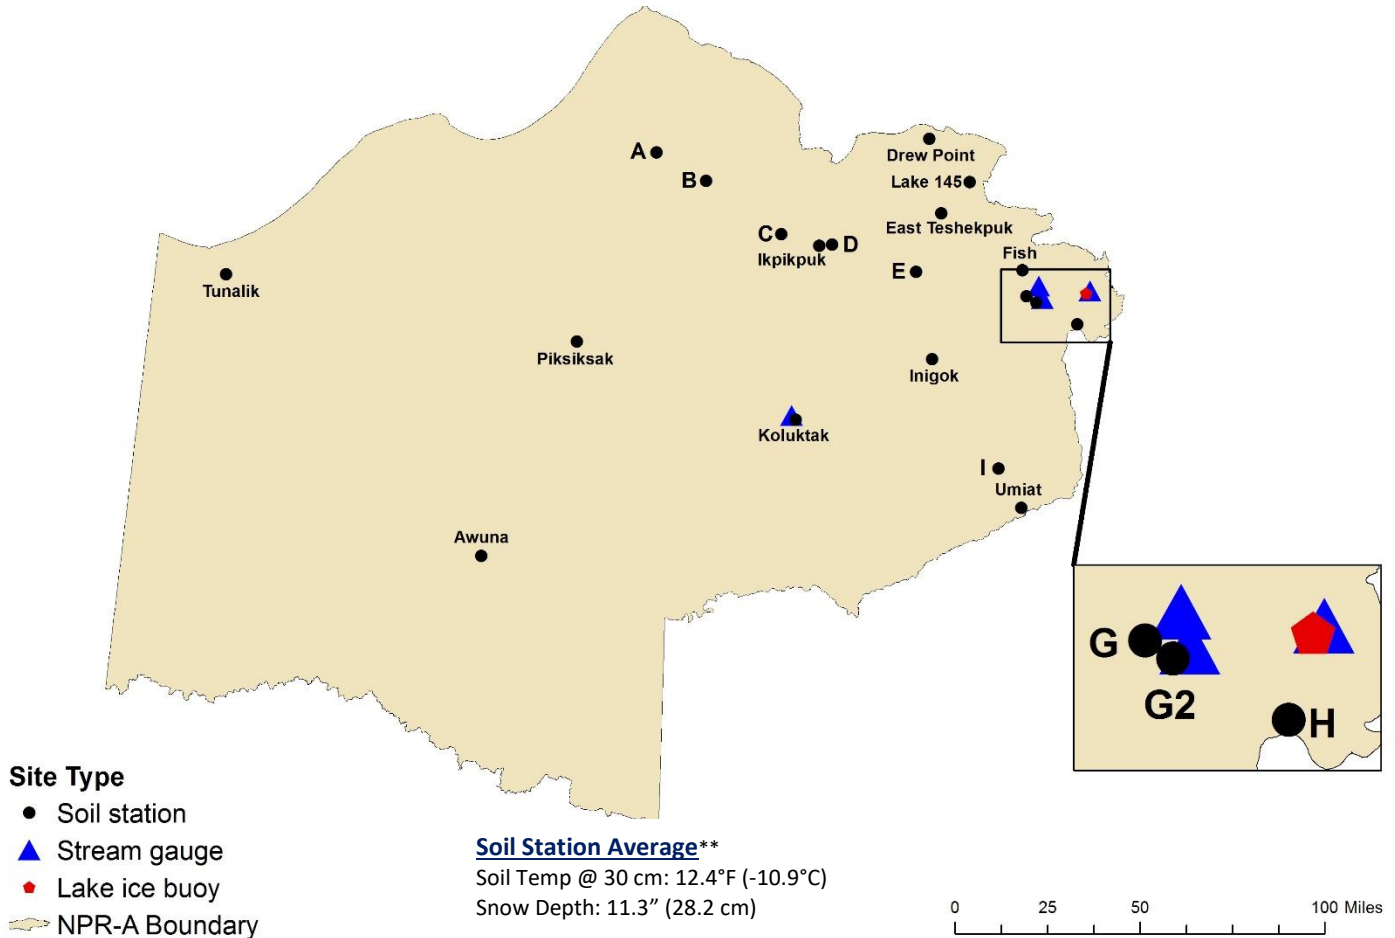 A
B
Drew Point
Lake 145
East Teshekpuk
C
D
Ikpikpuk
Fish
E
Tunalik
Piksiksak
Inigok
Koluktak
I
Umiat
Awuna
G
G2
H
Site Type
Soil station
Stream gauge
Lake ice buoy
NPR-A Boundary
Soil Station Average**
Soil Temp @ 30 cm: 12.4°F (-10.9°C)
Snow Depth: 11.3” (28.2 cm)
0 25 50 100 Miles